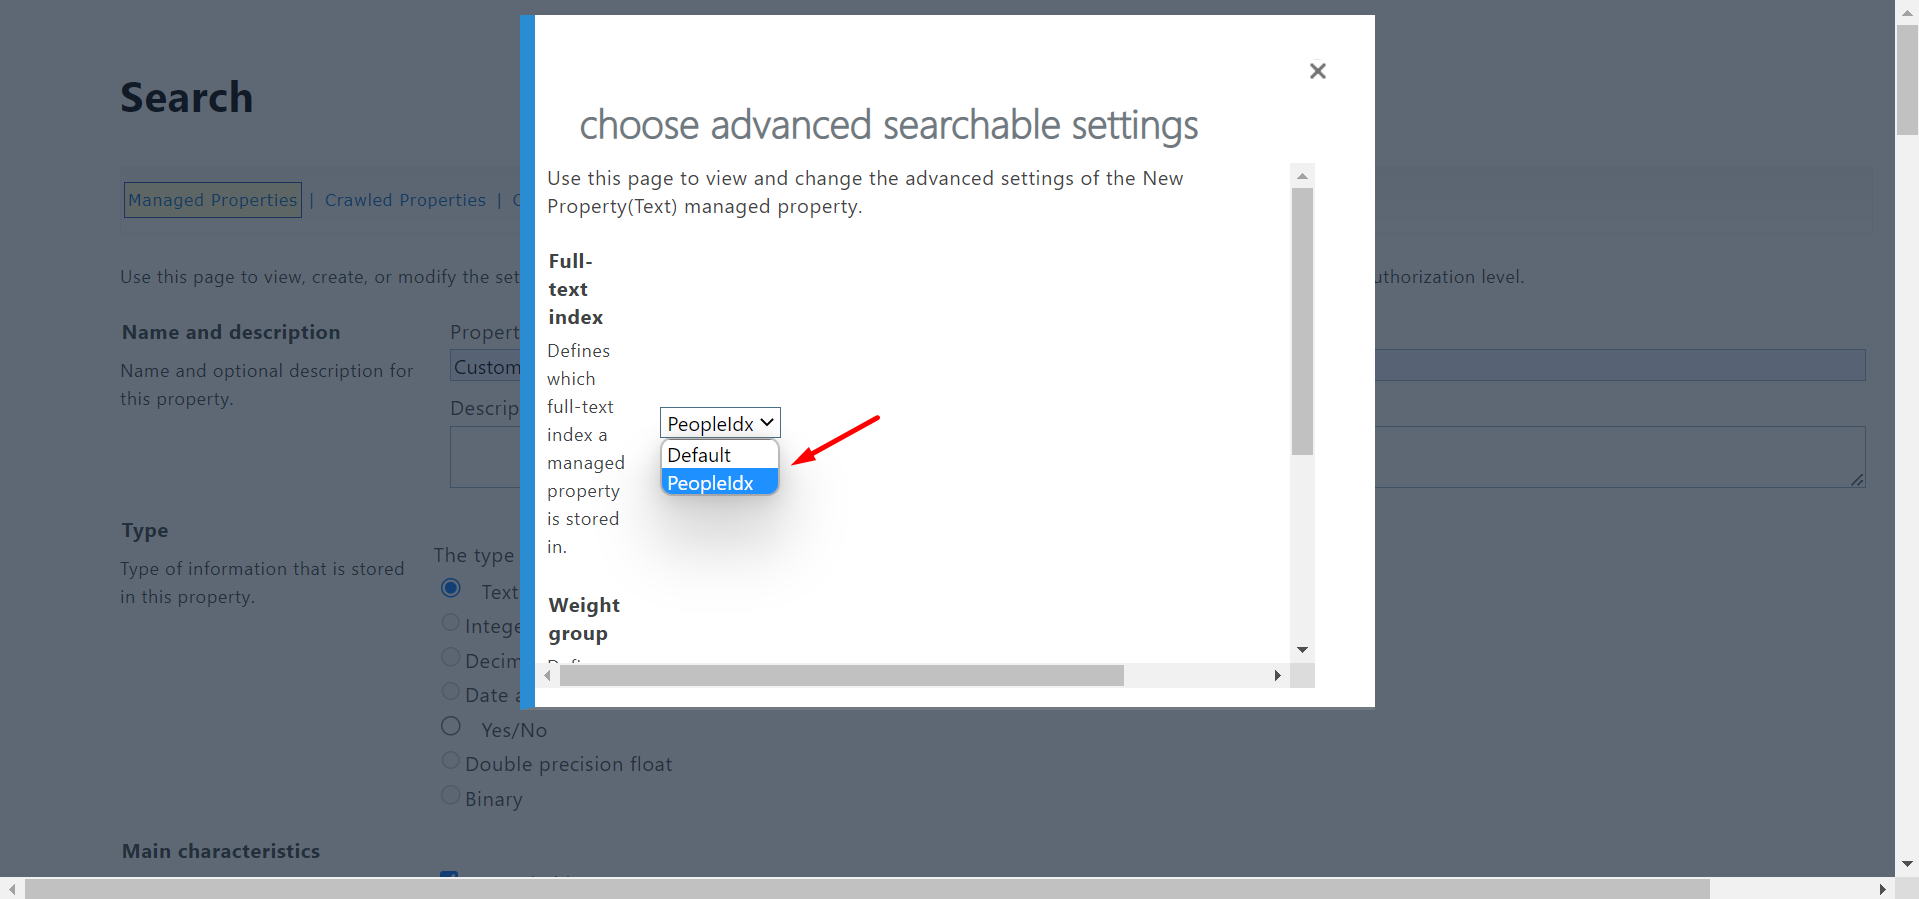 Search
Managed Properties | Crawled Properties |
Use this page to view, create, or modify the
uthorization level.
Name and description
Name and optional description for
this property.
Propert
Custom
Descrip
Type
Type of information that is stored
in this property.
The type
Text
Intege
Decim
Date
Yes/No
Double precision float
Binary
Main characteristics
choose advanced searchable settings
Use this page to view and change the advanced settings of the New
Property(Text) managed property.
Full-
text
index
Defines
which
full-text
index a
managed
property
is stored
in.
PeopleIdx
Default
PeopleIdx
Weight
group